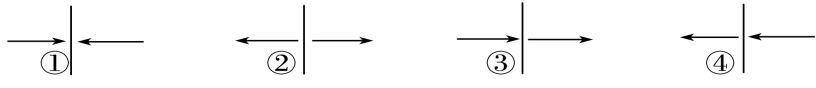 ① ② ③ ④